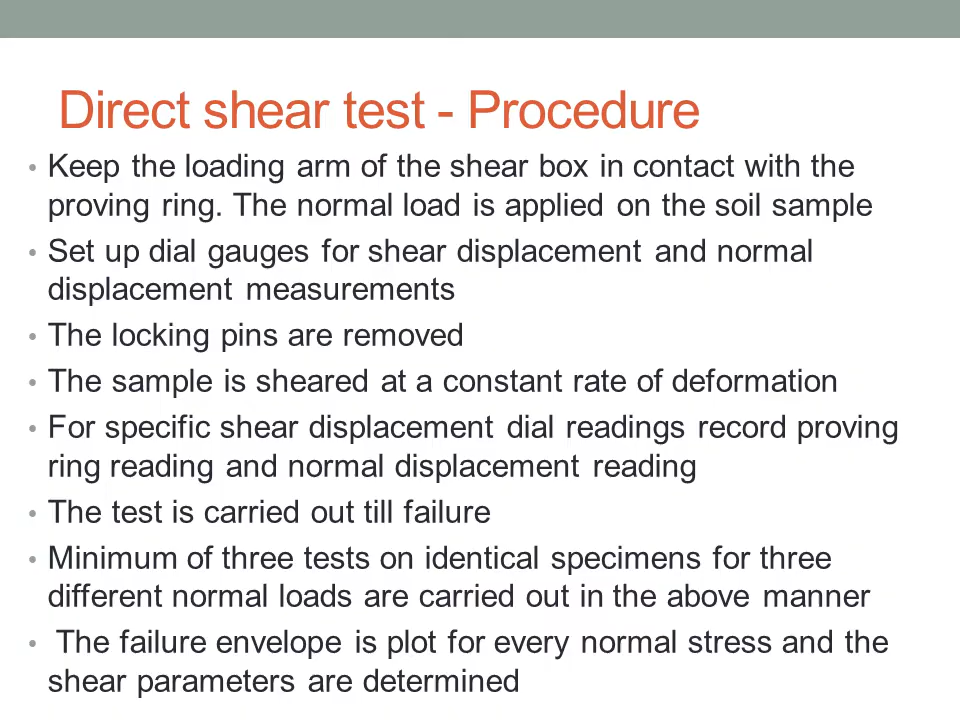 Direct shear test - Procedure
• Keep the loading arm of the shear box in contact with the
proving ring. The normal load is applied on the soil sample
• Set up dial gauges for shear displacement and normal
displacement measurements
• The locking pins are removed
• The sample is sheared at a constant rate of deformation
• For specific shear displacement dial readings record proving
ring reading and normal displacement reading
• The test is carried out till failure
• Minimum of three tests on identical specimens for three
different normal loads are carried out in the above manner
• The failure envelope is plot for every normal stress and the
shear parameters are determined